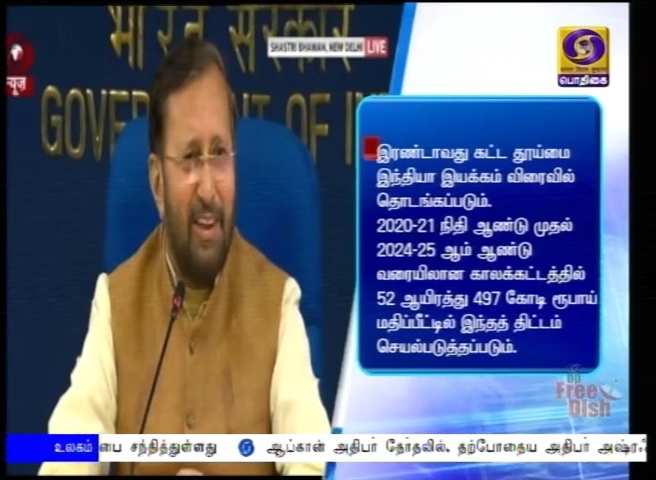 भारत सरकार
SHASTRI BHAWAN, NEW DELHI LIVE
न्यूज़
GOVERNMENT OF IN
பொதிகை
இரண்டாவது கட்ட தூய்மை
இந்தியா இயக்கம் விரைவில்
தொடங்கப்படும்.
2020-21 நிதி ஆண்டு முதல்
2024-25 ஆம் ஆண்டு
வரையிலான காலக்கட்டத்தில்
52 ஆயிரத்து 497 கோடி ரூபாய்
மதிப்பீட்டில் இந்தத் திட்டம்
செயல்படுத்தப்படும்.
DD
Free
Dish
உலகம் பை சந்தித்துள்ளது ஆப்கான் அதிபர் தேர்தலில், தற்போதைய அதிபர் அஷ்ரஃ